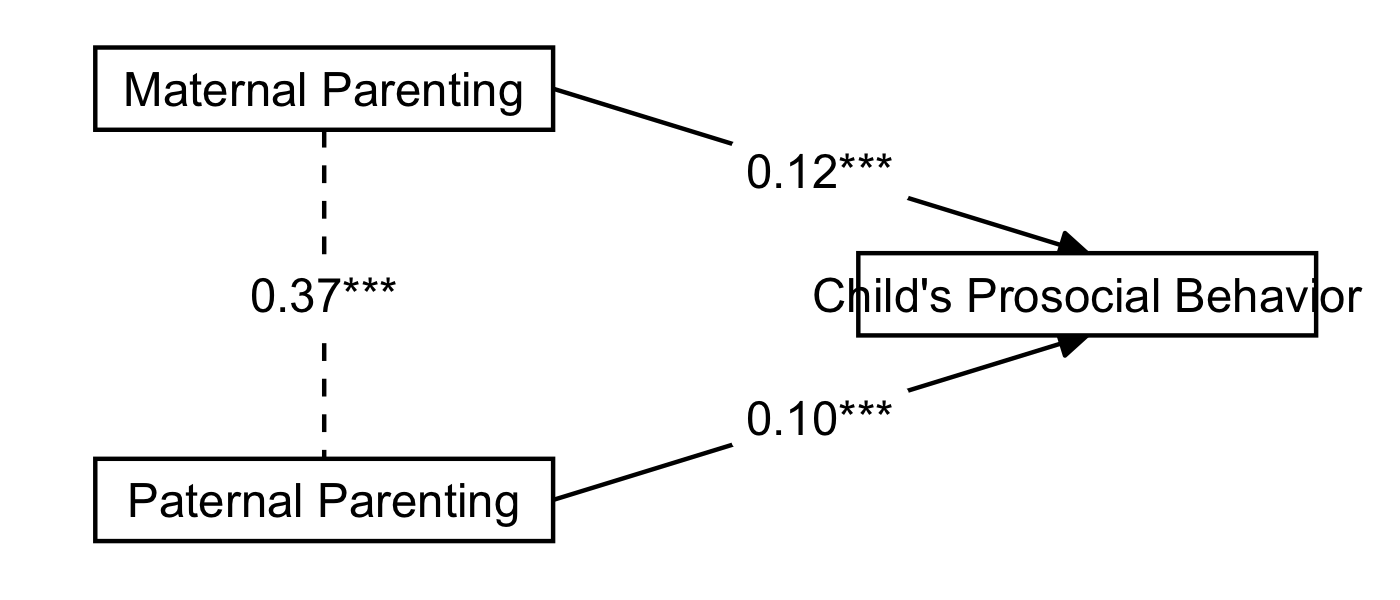 Maternal Parenting
0.12***
0.37***
Child's Prosocial Behavior
0.10***
Paternal Parenting